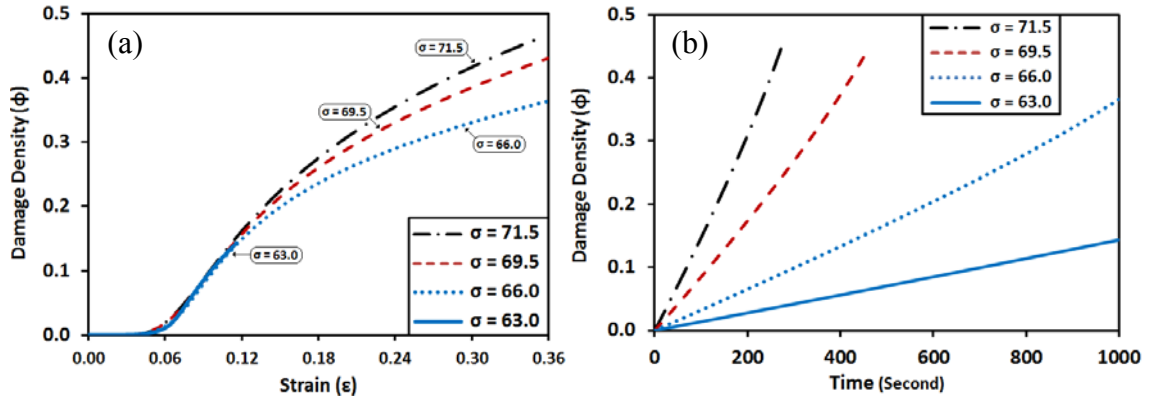 (a)
0.5
0.4
0.3
0.2
0.1
0.0
Damage Density (ϕ)
0.00 0.06 0.12 0.18 0.24 0.30 0.36
Strain (ε)
σ = 71.5
σ = 69.5
σ = 66.0
σ = 63.0
σ = 71.5
σ = 69.5
σ = 66.0
σ = 63.0
(b)
0.5
0.4
0.3
0.2
0.1
0.0
Damage Density (ϕ)
0 200 400 600 800 1000
Time (Second)
σ = 71.5
σ = 69.5
σ = 66.0
σ = 63.0